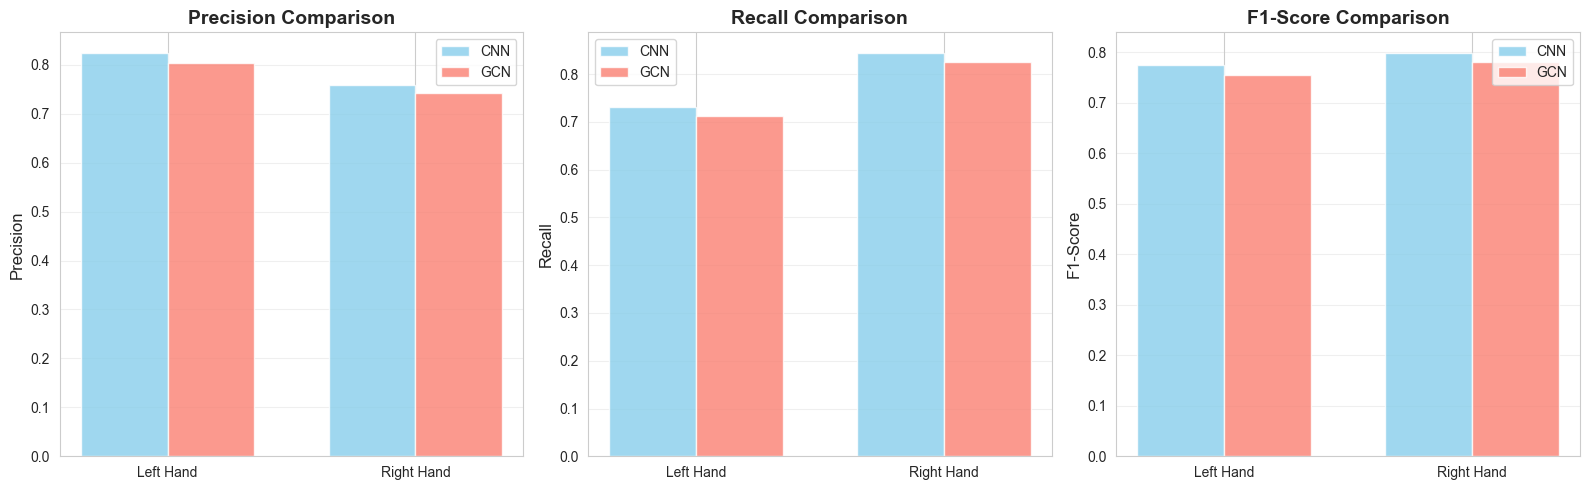 Precision Comparison
Precision
0.8
0.7
0.6
0.5
0.4
0.3
0.2
0.1
0.0
CNN
GCN
Left Hand
Right Hand
Recall Comparison
Recall
0.8
0.7
0.6
0.5
0.4
0.3
0.2
0.1
0.0
CNN
GCN
Left Hand
Right Hand
F1-Score Comparison
F1-Score
0.8
0.7
0.6
0.5
0.4
0.3
0.2
0.1
0.0
CNN
GCN
Left Hand
Right Hand